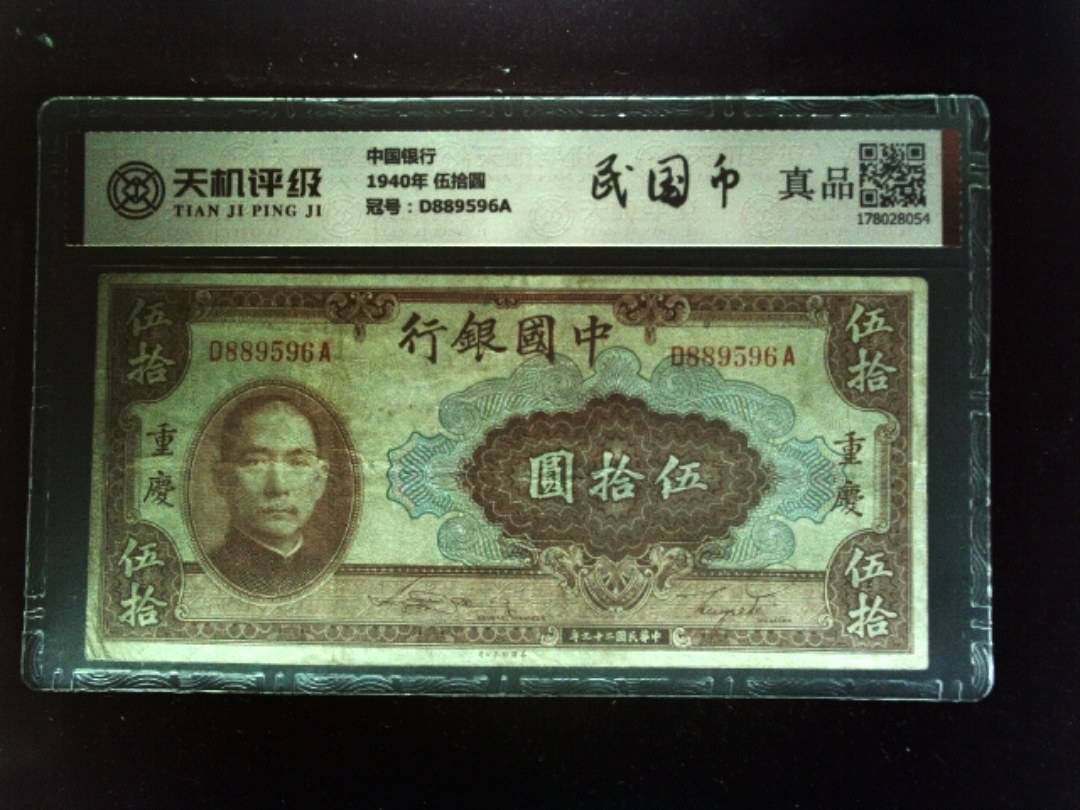 天机评级
TIAN JI PING JI
中国银行
1940年 伍拾圆
冠号：D889596A
民国币
真品
178028054
伍拾
伍拾
行銀國中
D889596A
D889596A
重慶
重慶
圓拾伍
伍拾
伍拾
年九十二國民華中